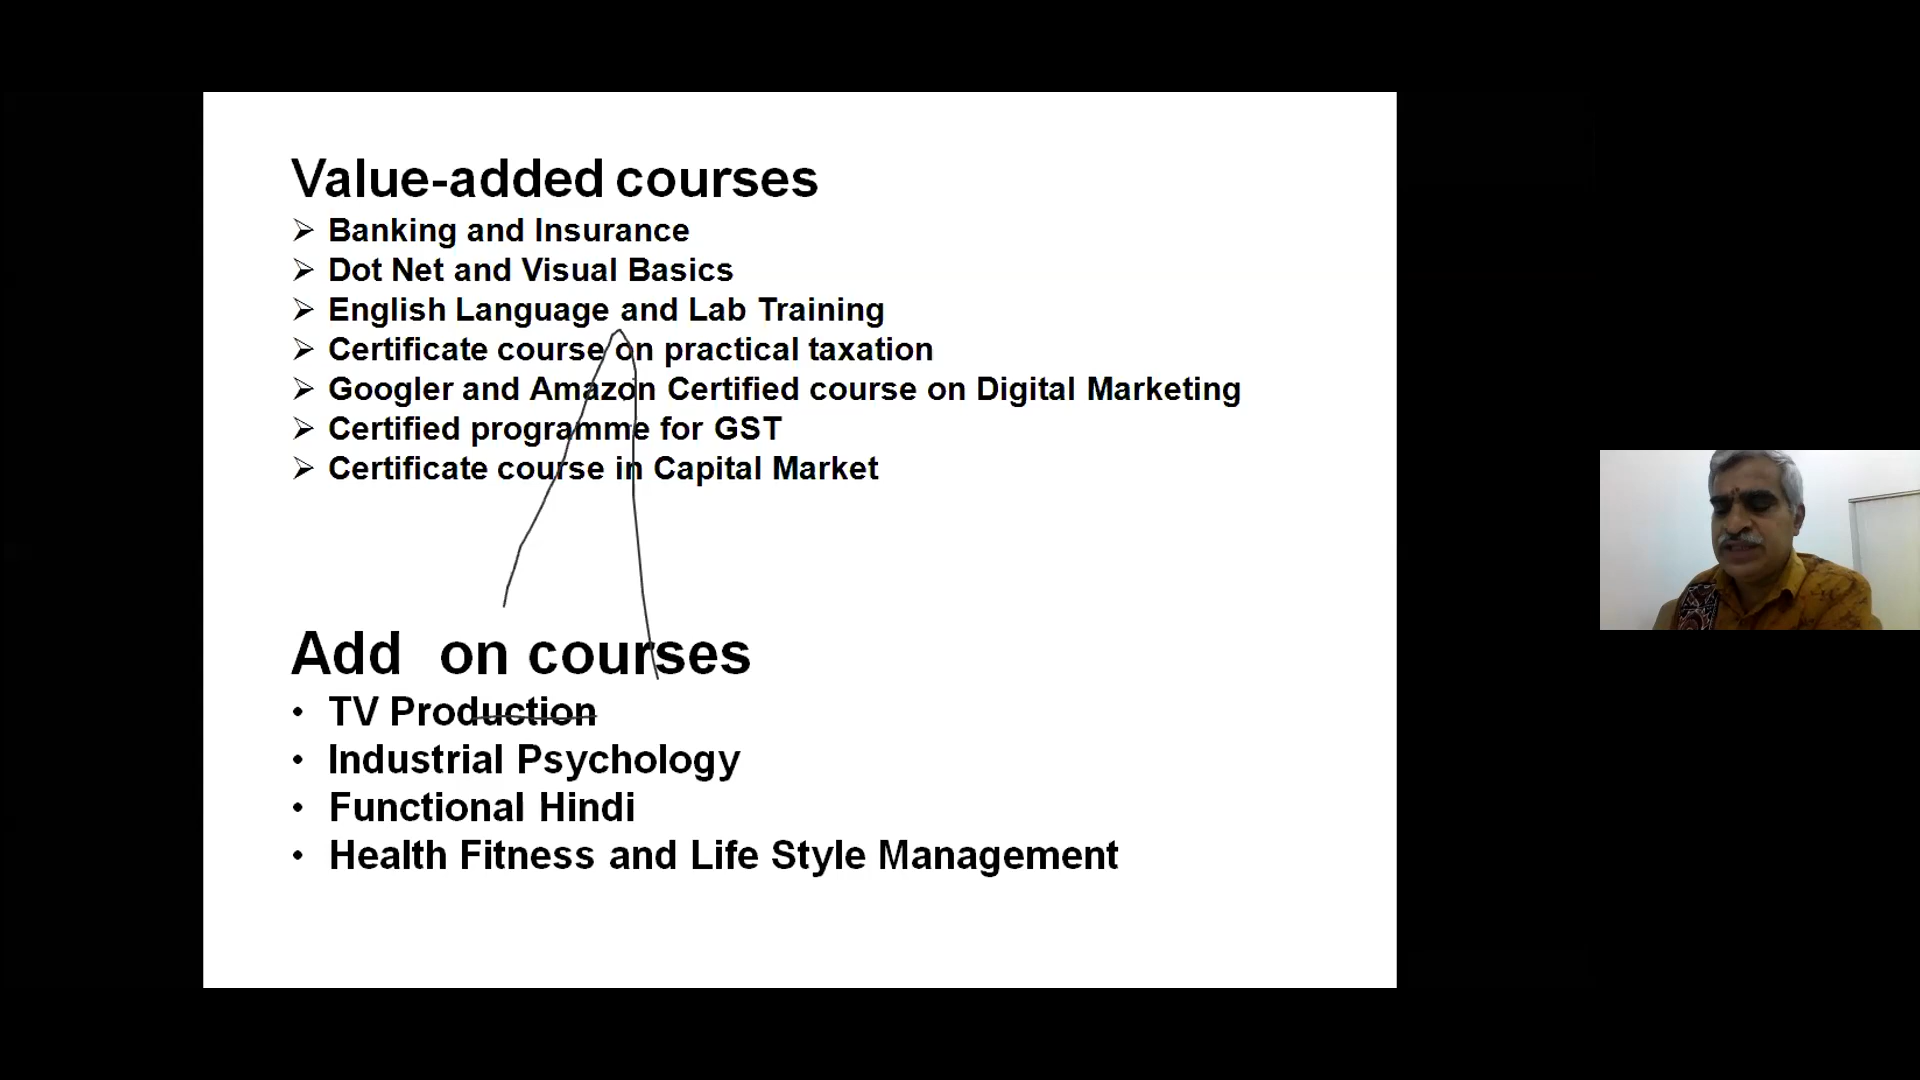 Value-added courses
➢ Banking and Insurance
➢ Dot Net and Visual Basics
➢ English Language and Lab Training
➢ Certificate course on practical taxation
➢ Googler and Amazon Certified course on Digital Marketing
➢ Certified programme for GST
➢ Certificate course in Capital Market
Add on courses
• TV Production
• Industrial Psychology
• Functional Hindi
• Health Fitness and Life Style Management